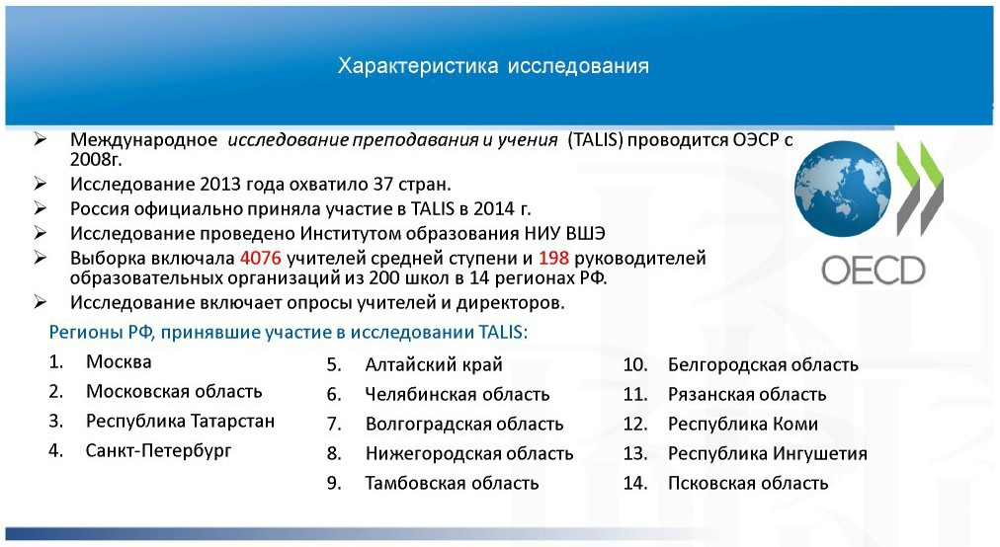 Характеристика исследования
➢ Международное исследование преподавания и учения (TALIS) проводится ОЭСР с
2008г.
➢ Исследование 2013 года охватило 37 стран.
➢ Россия официально приняла участие в TALIS в 2014 г.
➢ Исследование проведено Институтом образования НИУ ВШЭ
➢ Выборка включала 4076 учителей средней ступени и 198 руководителей
образовательных организаций из 200 школ в 14 регионах РФ.
➢ Исследование включает опросы учителей и директоров.
OECD
Регионы РФ, принявшие участие в исследовании TALIS:
1. Москва
2. Московская область
3. Республика Татарстан
4. Санкт-Петербург
5. Алтайский край
6. Челябинская область
7. Волгоградская область
8. Нижегородская область
9. Тамбовская область
10. Белгородская область
11. Рязанская область
12. Республика Коми
13. Республика Ингушетия
14. Псковская область